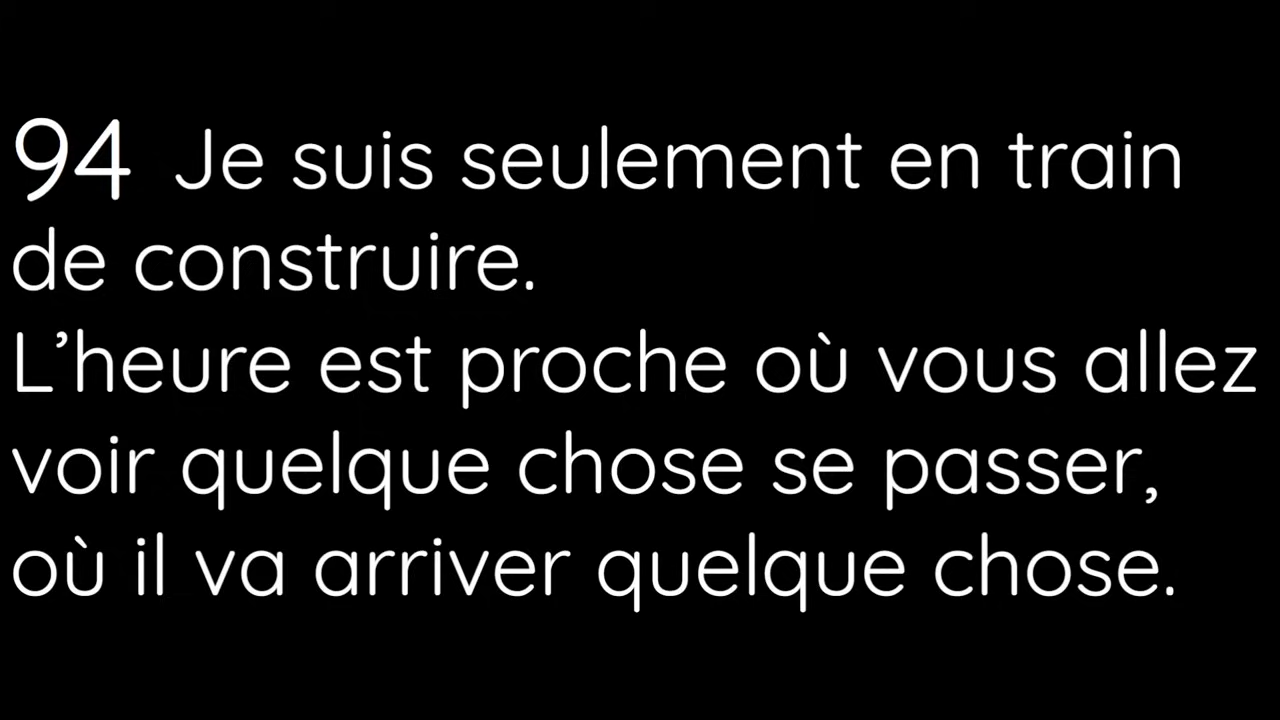 94 Je suis seulement en train
de construire.
L’heure est proche où vous allez
voir quelque chose se passer,
où il va arriver quelque chose.